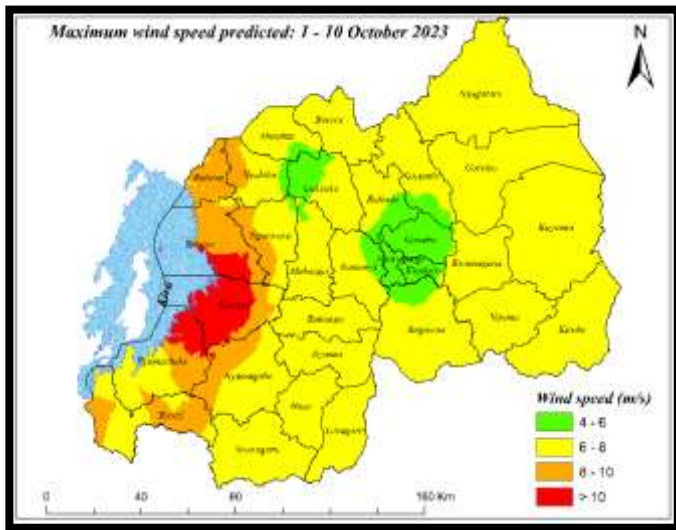 Maximum wind speed predicted: 1 - 10 October 2023
N
Nyagatare
Burera
Musanze
Gatsibo
Rubavu
Nyabihu
Gakenke
Gicumbi
Rulindo
Kayonza
Gasabo
Ngororero
Kivu
Muhanga
Kamonyi
Kicukiro
Rwamagana
Karongi
Ruhango
Bugesera
Ngoma
Kirehe
Nyanza
Nyamasheke
Nyamagabe
Huye
Rusizi
Gisagara
Nyaruguru
Wind speed (m/s)
4 - 6
6 - 8
8 - 10
> 10
0
40
80
160 Km